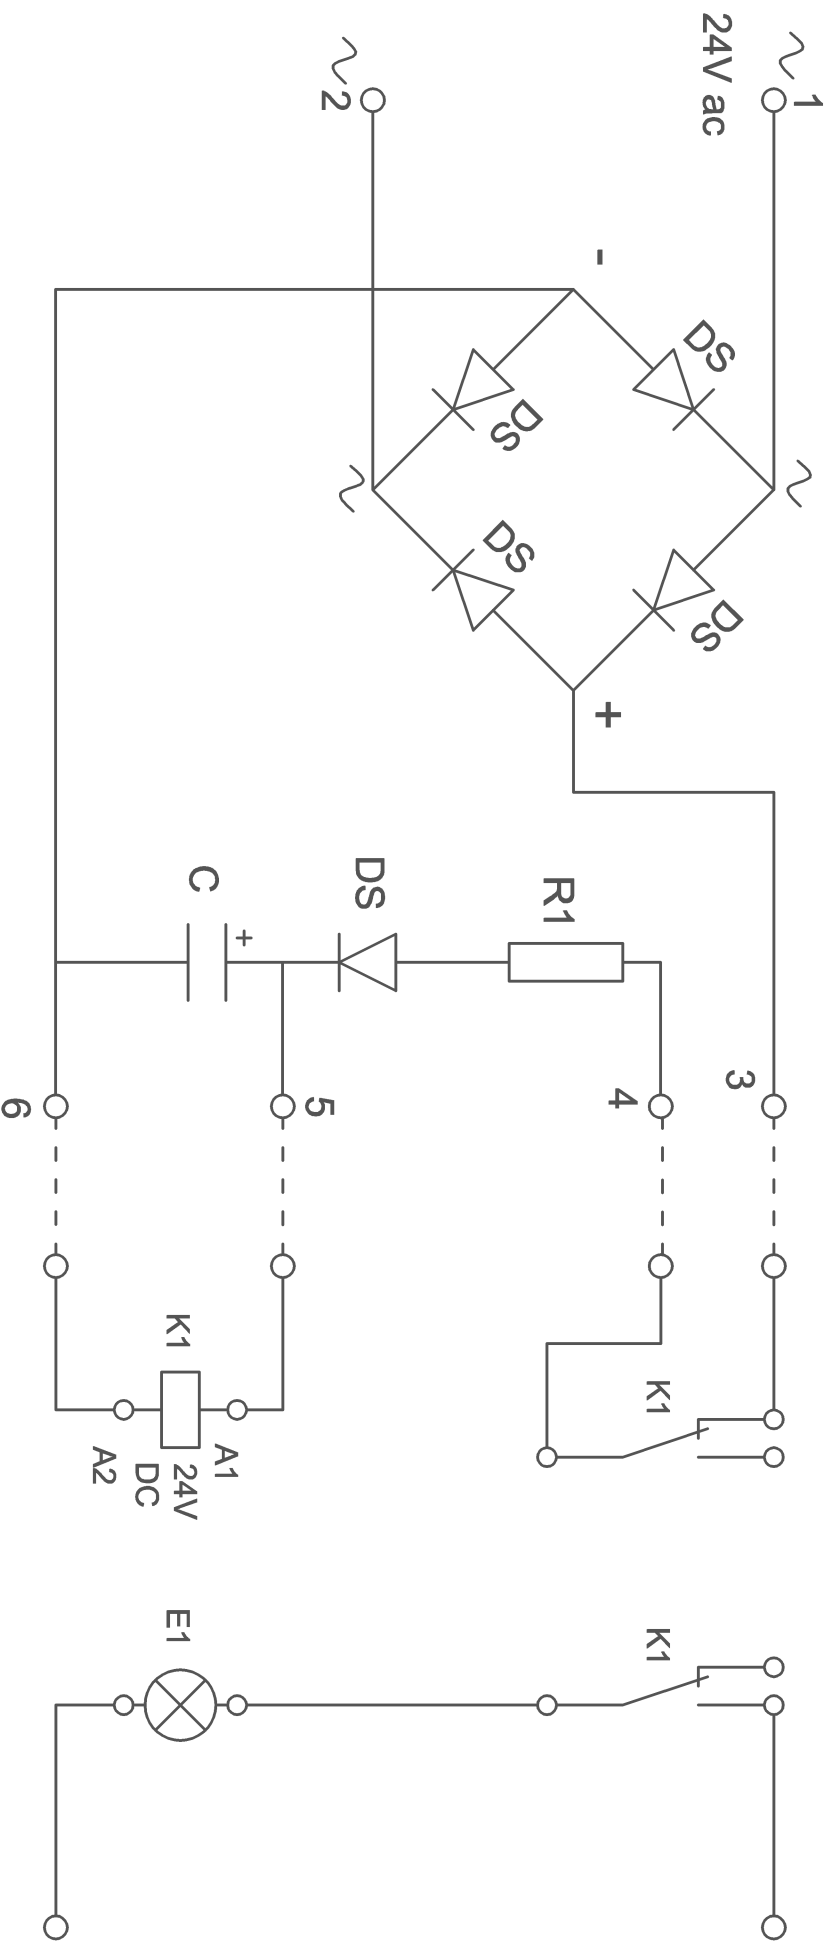 1
~
24V ac
~
2
-
DS
DS
~
~
DS
DS
+
R1
DS
C
+
3
4
5
6
K1
K1
A1
24V
DC
A2
K1
E1